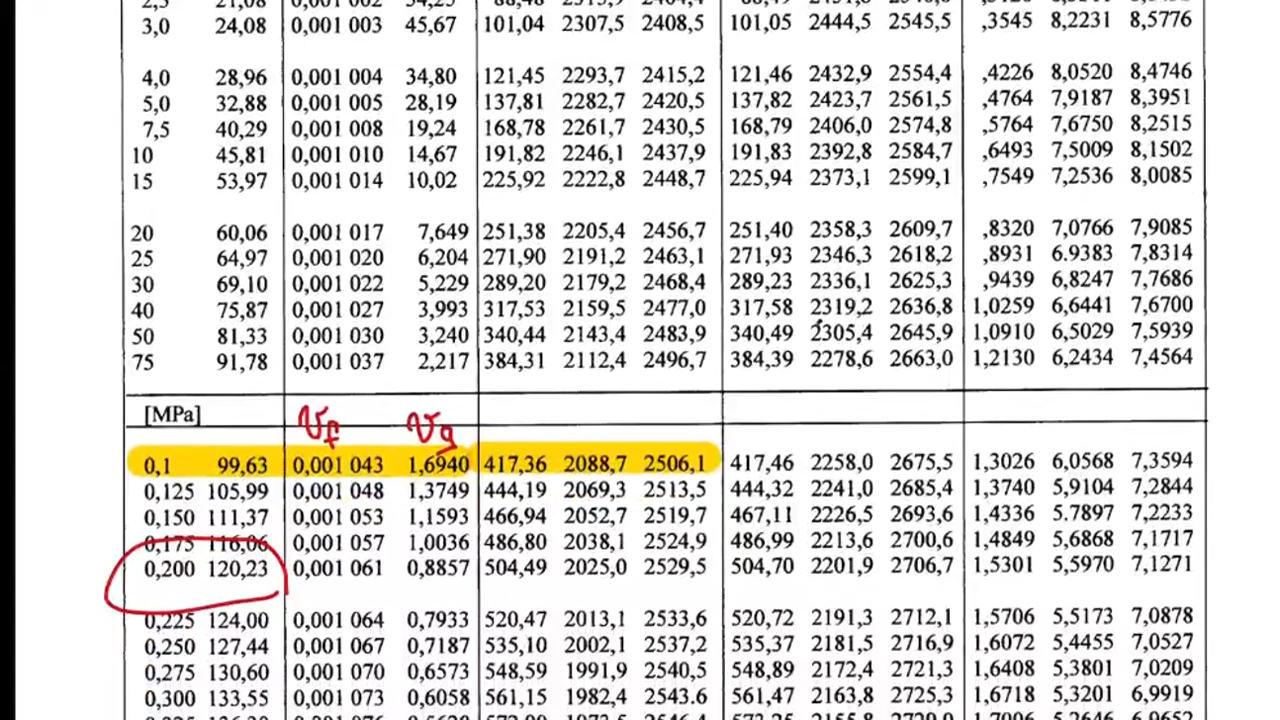 3,0 24,08 0,001 003 45,67 101,04 2307,5 2408,5 101,05 2444,5 2545,5 ,3545 8,2231 8,5776
4,0 28,96 0,001 004 34,80 121,45 2293,7 2415,2 121,46 2432,9 2554,4 ,4226 8,0520 8,4746
5,0 32,88 0,001 005 28,19 137,81 2282,7 2420,5 137,82 2423,7 2561,5 ,4764 7,9187 8,3951
7,5 40,29 0,001 008 19,24 168,78 2261,7 2430,5 168,79 2406,0 2574,8 ,5764 7,6750 8,2515
10 45,81 0,001 010 14,67 191,82 2246,1 2437,9 191,83 2392,8 2584,7 ,6493 7,5009 8,1502
15 53,97 0,001 014 10,02 225,92 2222,8 2448,7 225,94 2373,1 2599,1 ,7549 7,2536 8,0085
20 60,06 0,001 017 7,649 251,38 2205,4 2456,7 251,40 2358,3 2609,7 ,8320 7,0766 7,9085
25 64,97 0,001 020 6,204 271,90 2191,2 2463,1 271,93 2346,3 2618,2 ,8931 6.9383 7,8314
30 69,10 0,001 022 5,229 289,20 2179,2 2468,4 289,23 2336,1 2625,3 ,9439 6,8247 7,7686
40 75,87 0,001 027 3,993 317,53 2159,5 2477,0 317,58 2319,2 2636,8 1,0259 6,6441 7,6700
50 81,33 0,001 030 3,240 340,44 2143,4 2483,9 340,49 2305,4 2645,9 1,0910 6,5029 7,5939
75 91,78 0,001 037 2,217 384,31 2112,4 2496,7 384,39 2278,6 2663,0 1,2130 6,2434 7,4564
[MPa] Vf Vg
0,1 99,63 0,001 043 1,6940 417,36 2088,7 2506,1 417,46 2258,0 2675,5 1,3026 6,0568 7,3594
0,125 105,99 0,001 048 1,3749 444,19 2069,3 2513,5 444,32 2241,0 2685,4 1,3740 5,9104 7,2844
0,150 111,37 0,001 053 1,1593 466,94 2052,7 2519,7 467,11 2226,5 2693,6 1,4336 5.7897 7,2233
0,175 116,06 0,001 057 1,0036 486,80 2038,1 2524,9 486,99 2213,6 2700,6 1,4849 5,6868 7,1717
0,200 120,23 0,001 061 0,8857 504,49 2025,0 2529,5 504,70 2201,9 2706,7 1,5301 5,5970 7,1271
0,225 124,00 0,001 064 0,7933 520,47 2013,1 2533,6 520,72 2191,3 2712,1 1,5706 5,5173 7,0878
0,250 127,44 0,001 067 0,7187 535,10 2002,1 2537,2 535,37 2181,5 2716,9 1,6072 5,4455 7,0527
0,275 130,60 0,001 070 0,6573 548,59 1991,9 2540,5 548,89 2172,4 2721,3 1,6408 5,3801 7,0209
0,300 133,55 0,001 073 0,6058 561,15 1982,4 2543.6 561,47 2163,8 2725,3 1,6718 5,3201 6,9919